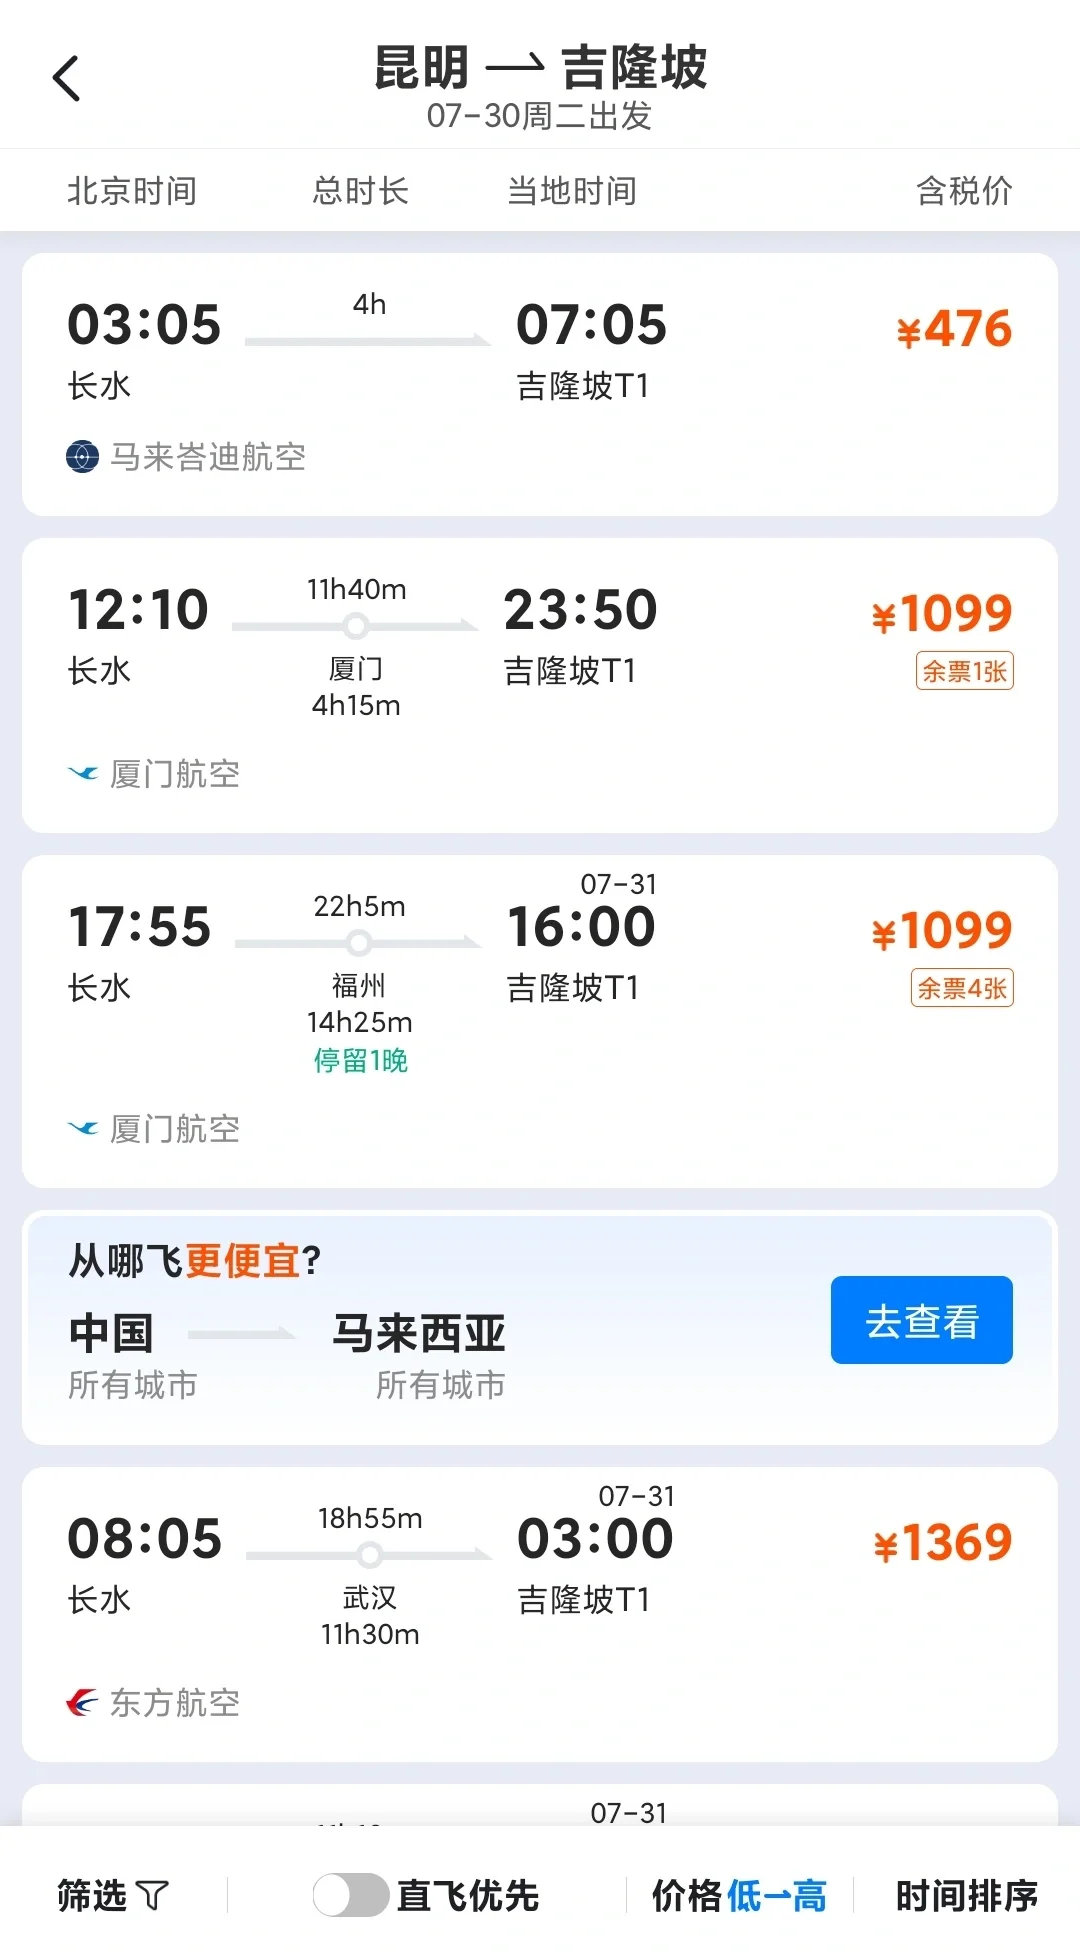 昆明 → 吉隆坡
07-30周二出发
北京时间 总时长 当地时间 含税价
4h
03:05 07:05 ¥476
长水 吉隆坡T1
马来峇迪航空
11h40m
12:10 23:50 ¥1099
长水 厦门 吉隆坡T1 余票1张
4h15m
厦门航空
07-31
22h5m
17:55 16:00 ¥1099
长水 福州 吉隆坡T1 余票4张
14h25m
停留1晚
厦门航空
从哪飞更便宜?
中国 马来西亚 去查看
所有城市 所有城市
07-31
18h55m
08:05 03:00 ¥1369
长水 武汉 吉隆坡T1
11h30m
东方航空
07-31
筛选 直飞优先 价格低→高 时间排序